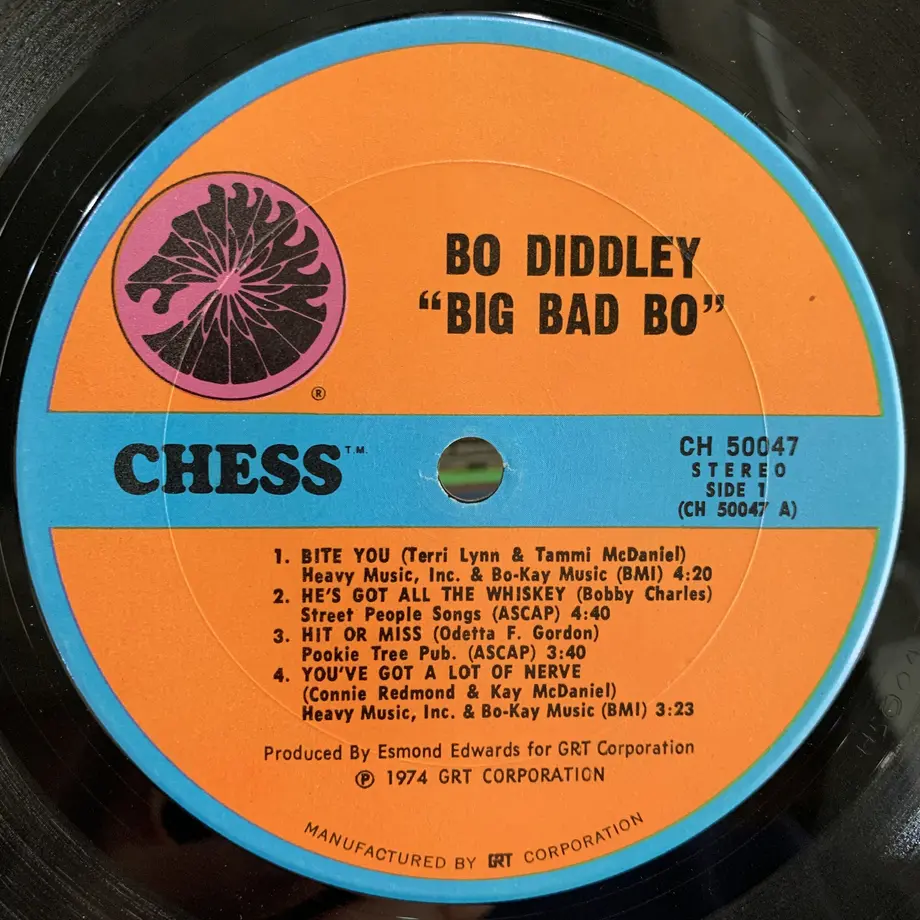 BO DIDDLEY
“BIG BAD BO”
®
CHESS T.M.
CH 50047
STEREO
SIDE 1
(CH 50047 A)
1. BITE YOU (Terri Lynn & Tammi McDaniel)
Heavy Music, Inc. & Bo-Kay Music (BMI) 4:20
2. HE'S GOT ALL THE WHISKEY (Bobby Charles)
Street People Songs (ASCAP) 4:40
3. HIT OR MISS (Odetta F. Gordon)
Pookie Tree Pub. (ASCAP) 3:40
4. YOU'VE GOT A LOT OF NERVE
(Connie Redmond & Kay McDaniel)
Heavy Music, Inc. & Bo-Kay Music (BMI) 3:23
Produced By Esmond Edwards for GRT Corporation
℗ 1974 GRT CORPORATION
MANUFACTURED BY GRT CORPORATION